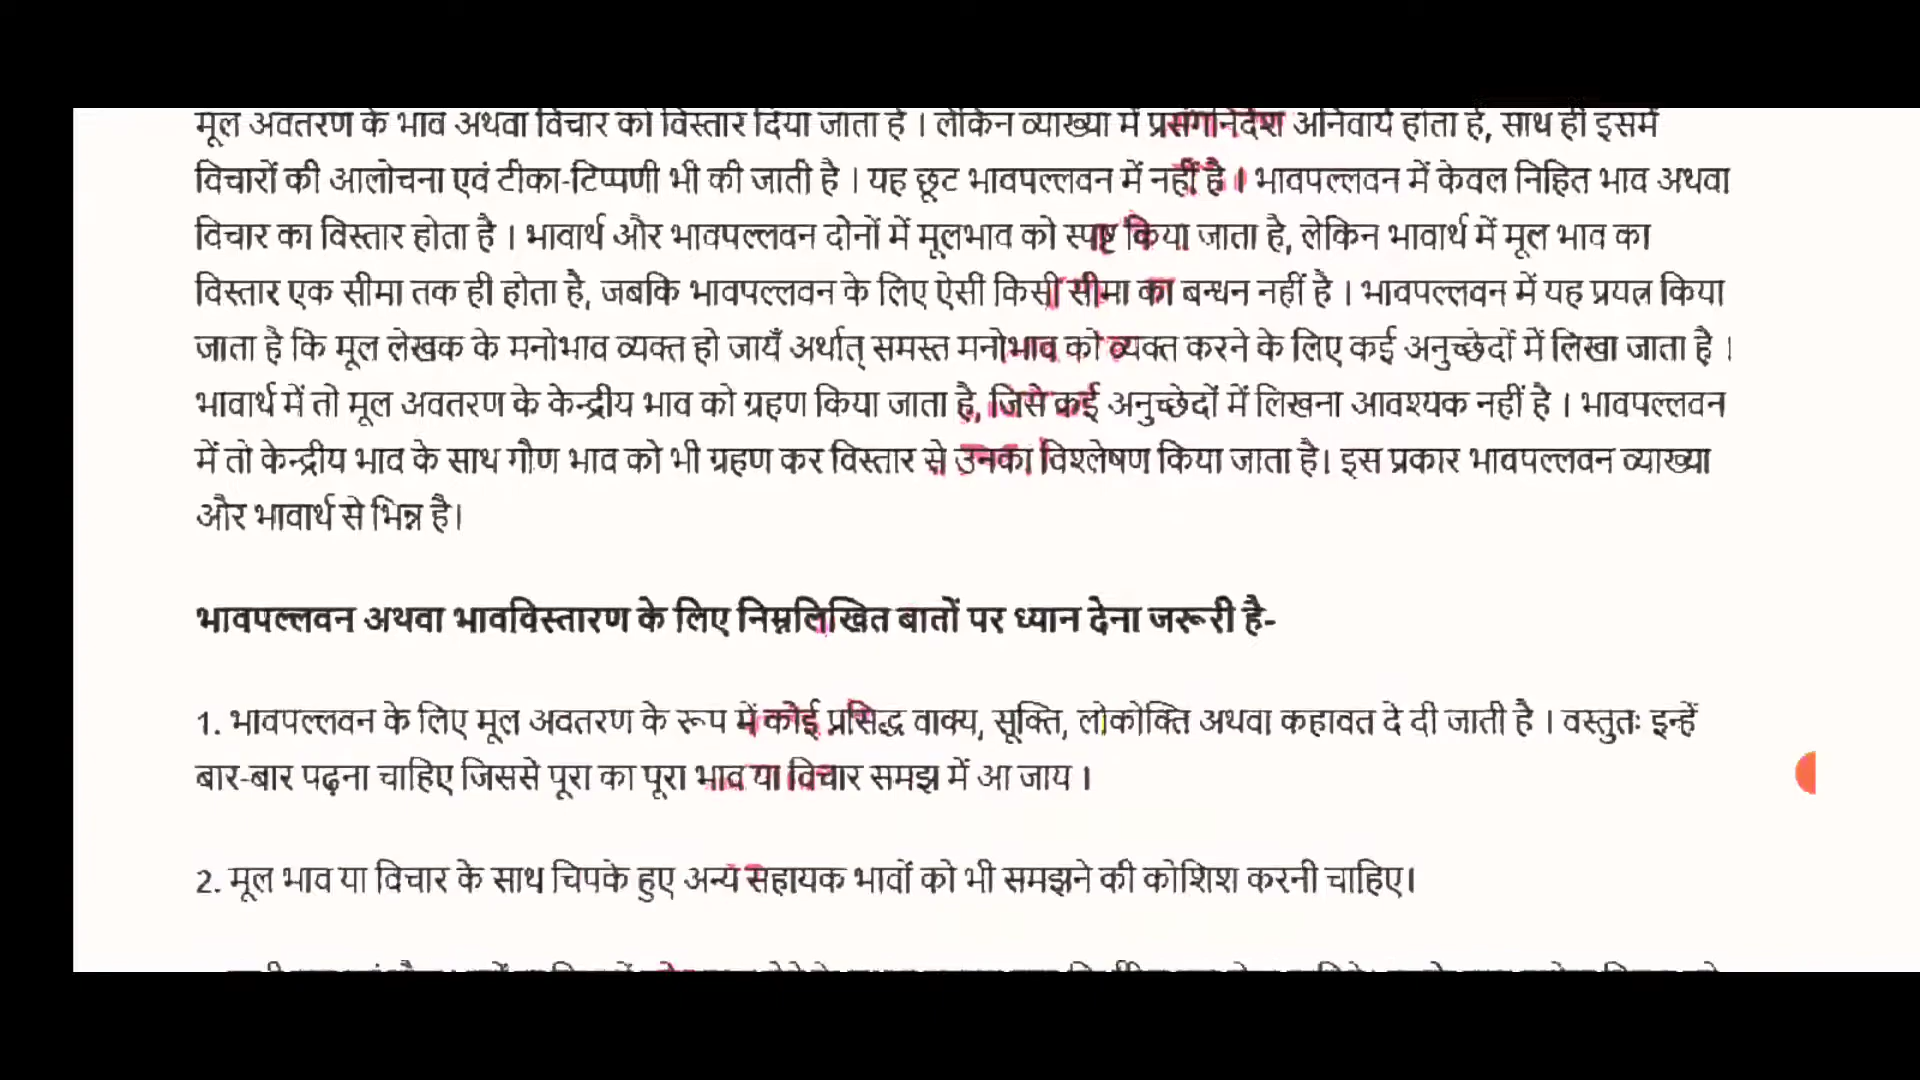 मूल अवतरण के भाव अथवा विचार को विस्तार दिया जाता है । लेकिन व्याख्या में प्रसंगनिर्देश अनिवार्य होता है, साथ ही इसमें
विचारों की आलोचना एवं टीका-टिप्पणी भी की जाती है । यह छूट भावपल्लवन में नहीं है । भावपल्लवन में केवल निहित भाव अथवा
विचार का विस्तार होता है । भावार्थ और भावपल्लवन दोनों में मूलभाव को स्पष्ट किया जाता है, लेकिन भावार्थ में मूल भाव का
विस्तार एक सीमा तक ही होता है, जबकि भावपल्लवन के लिए ऐसी किसी सीमा का बन्धन नहीं है । भावपल्लवन में यह प्रयत्न किया
जाता है कि मूल लेखक के मनोभाव व्यक्त हो जायँ अर्थात् समस्त मनोभाव को व्यक्त करने के लिए कई अनुच्छेदों में लिखा जाता है ।
भावार्थ में तो मूल अवतरण के केन्द्रीय भाव को ग्रहण किया जाता है, जिसे कई अनुच्छेदों में लिखना आवश्यक नहीं है । भावपल्लवन
में तो केन्द्रीय भाव के साथ गौण भाव को भी ग्रहण कर विस्तार से उनका विश्लेषण किया जाता है। इस प्रकार भावपल्लवन व्याख्या
और भावार्थ से भिन्न है।
भावपल्लवन अथवा भावविस्तारण के लिए निम्नलिखित बातों पर ध्यान देना जरूरी है-
1. भावपल्लवन के लिए मूल अवतरण के रूप में कोई प्रसिद्ध वाक्य, सूक्ति, लोकोक्ति अथवा कहावत दे दी जाती है । वस्तुतः इन्हें
बार-बार पढ़ना चाहिए जिससे पूरा का पूरा भाव या विचार समझ में आ जाय ।
2. मूल भाव या विचार के साथ चिपके हुए अन्य सहायक भावों को भी समझने की कोशिश करनी चाहिए।